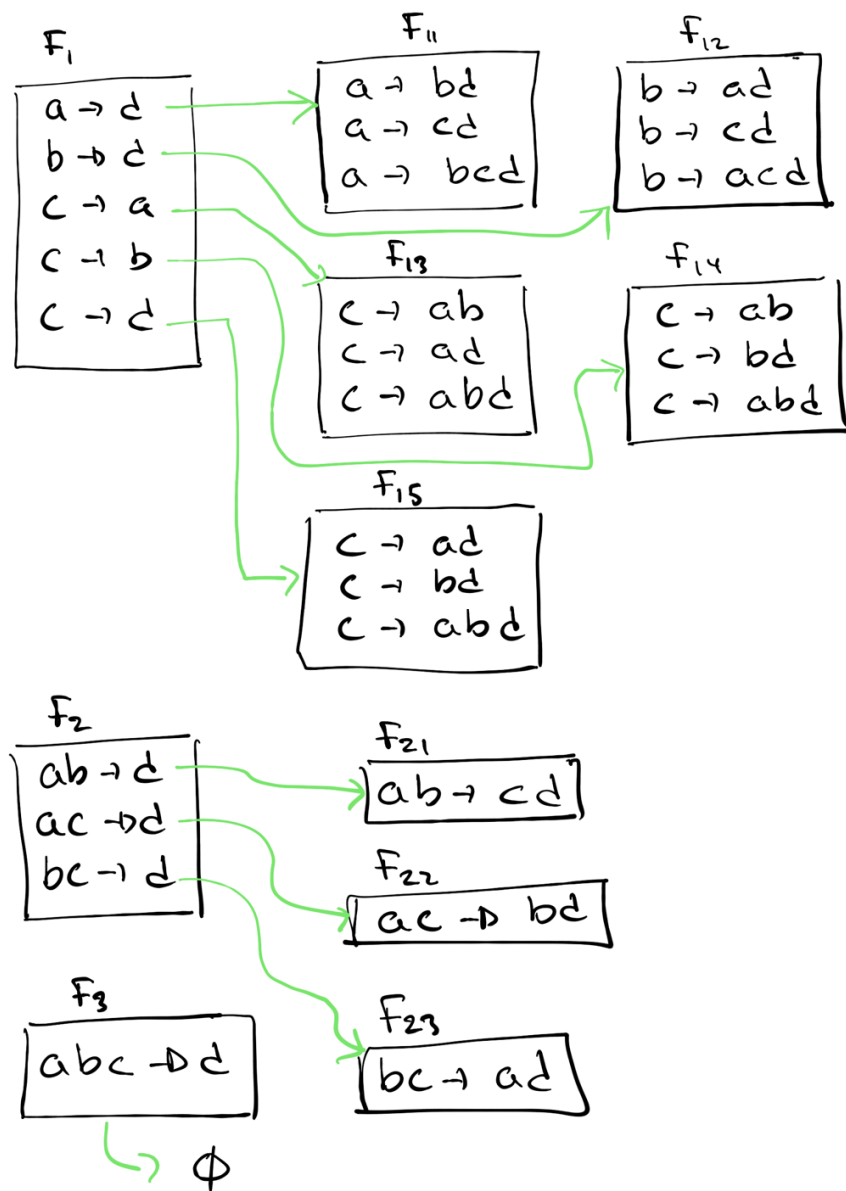 F₁
a → d
b → d
c → a
c → b
c → d
F₁₁
a → bd
a → cd
a → bcd
F₁₂
b → ad
b → cd
b → acd
F₁₃
c → ab
c → ad
c → abd
F₁₄
c → ab
c → bd
c → abd
F₁₅
c → ad
c → bd
c → abd
F₂
ab → d
ac → d
bc → d
F₂₁
ab → cd
F₂₂
ac → bd
F₂₃
bc → ad
F₃
abc → d
ϕ